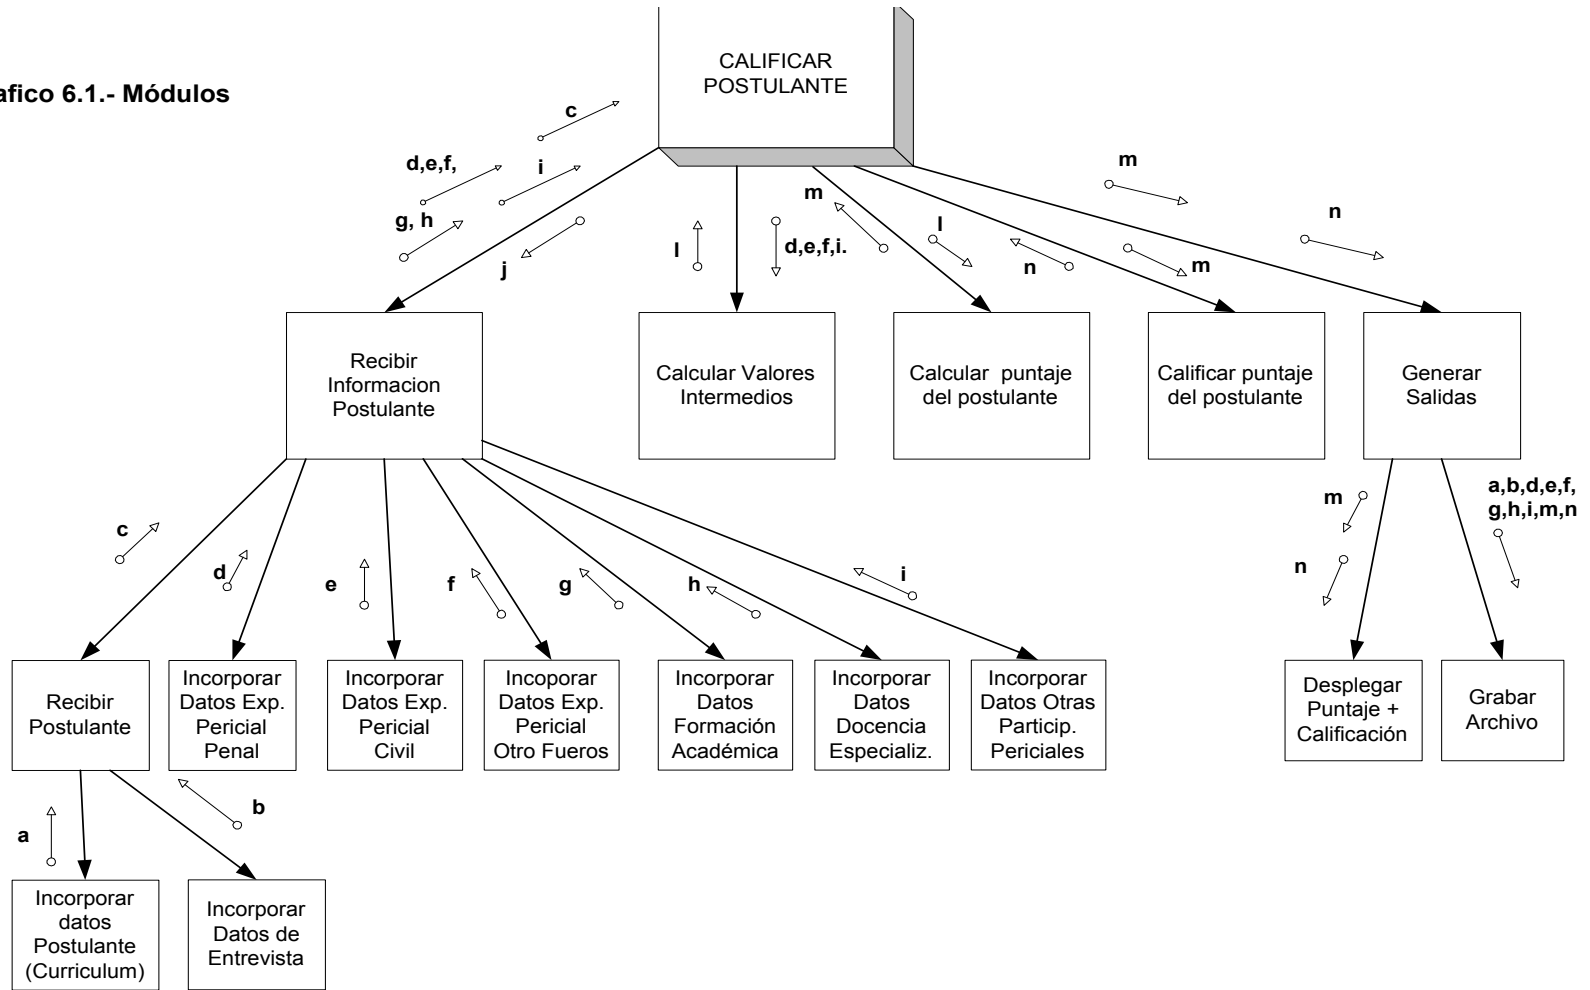 CALIFICAR
POSTULANTE
afico 6.1.- Módulos
c
d,e,f,
i
g, h
j
l
d,e,f,i.
m
l
n
m
m
n
Recibir
Informacion
Postulante
Calcular Valores
Intermedios
Calcular puntaje
del postulante
Calificar puntaje
del postulante
Generar
Salidas
c
d
e
f
g
h
i
m
n
a,b,d,e,f,
g,h,i,m,n
Recibir
Postulante
Incorporar
Datos Exp.
Pericial
Penal
Incorporar
Datos Exp.
Pericial
Civil
Incoporar
Datos Exp.
Pericial
Otro Fueros
Incorporar
Datos
Formación
Académica
Incorporar
Datos
Docencia
Especializ.
Incorporar
Datos Otras
Particip.
Periciales
Desplegar
Puntaje +
Calificación
Grabar
Archivo
a
b
Incorporar
datos
Postulante
(Curriculum)
Incorporar
Datos de
Entrevista